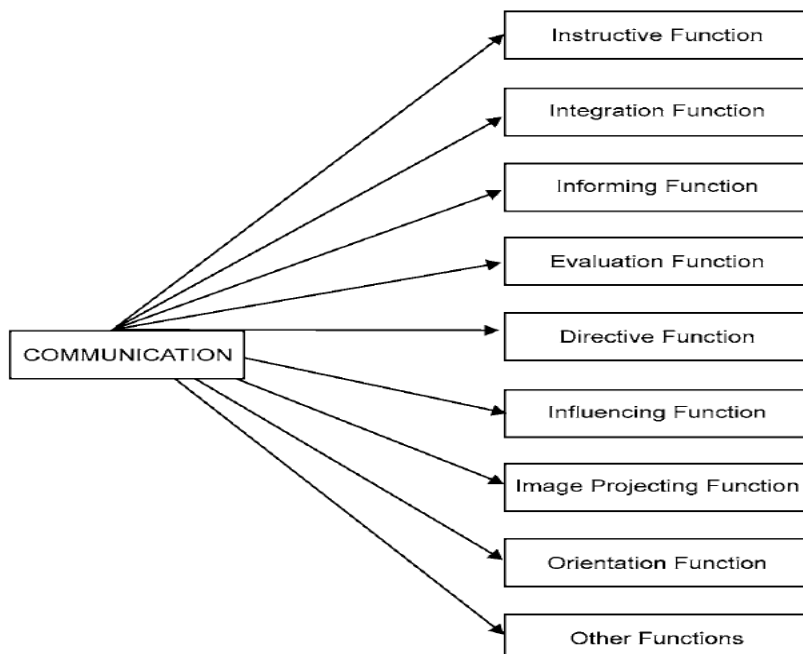 Instructive Function
Integration Function
Informing Function
Evaluation Function
Directive Function
COMMUNICATION
Influencing Function
Image Projecting Function
Orientation Function
Other Functions